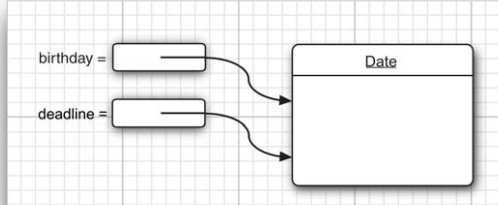 birthday =
Date
deadline =